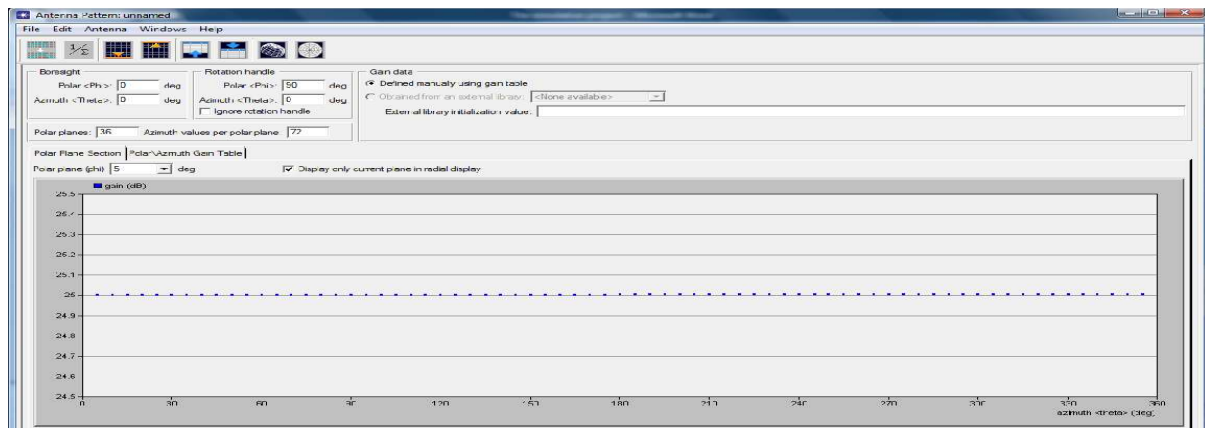 Antenna Pattern: unnamed
File Edit Antenna Windows Help
Boresight
Polar <Phi>: 0 deg
Azimuth <Theta>: 0 deg
Rotation handle
Polar <Phi>: 90 deg
Azimuth <Theta>: 0 deg
Ignore rotation handle
Gain data
Defined manually using gain table
Obtained from an external library: <None available>
External library initialization value:
Polar planes: 36 Azimuth values per polar plane: 72
Polar Plane Section Polar\Azimuth Gain Table
Polar plane (phi) 5 deg Display only current plane in radial display
gain (dB)
25.5
25.4
25.3
25.2
25.1
25
24.9
24.8
24.7
24.6
24.5
0 30 60 90 120 150 180 210 240 270 300 330 360
azimuth <theta> (deg)